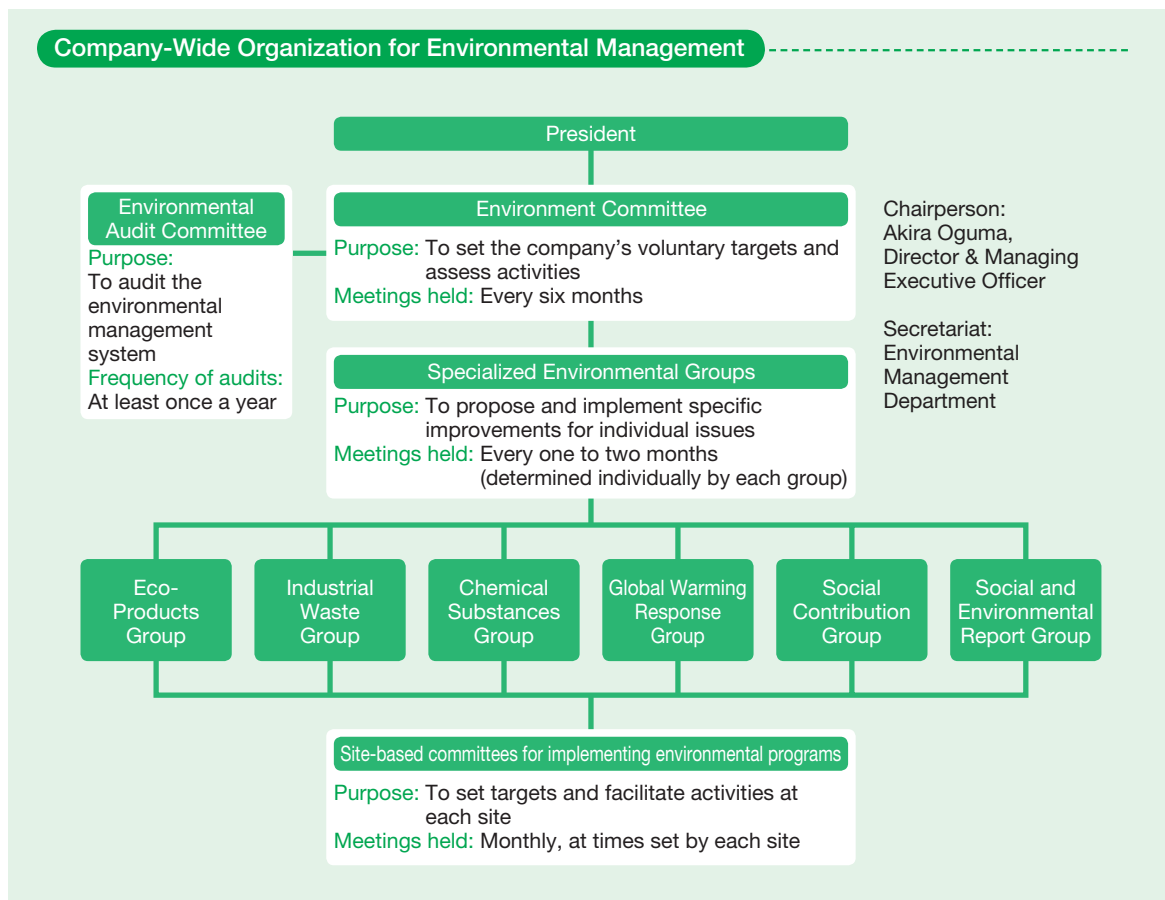 Company-Wide Organization for Environmental Management
President
Environmental
Audit Committee
Purpose:
To audit the
environmental
management
system
Frequency of audits:
At least once a year
Environment Committee
Purpose: To set the company's voluntary targets and
assess activities
Meetings held: Every six months
Chairperson:
Akira Oguma,
Director & Managing
Executive Officer
Secretariat:
Environmental
Management
Department
Specialized Environmental Groups
Purpose: To propose and implement specific
improvements for individual issues
Meetings held: Every one to two months
(determined individually by each group)
Eco-
Products
Group
Industrial
Waste
Group
Chemical
Substances
Group
Global Warming
Response
Group
Social
Contribution
Group
Social and
Environmental
Report Group
Site-based committees for implementing environmental programs
Purpose: To set targets and facilitate activities at
each site
Meetings held: Monthly, at times set by each site